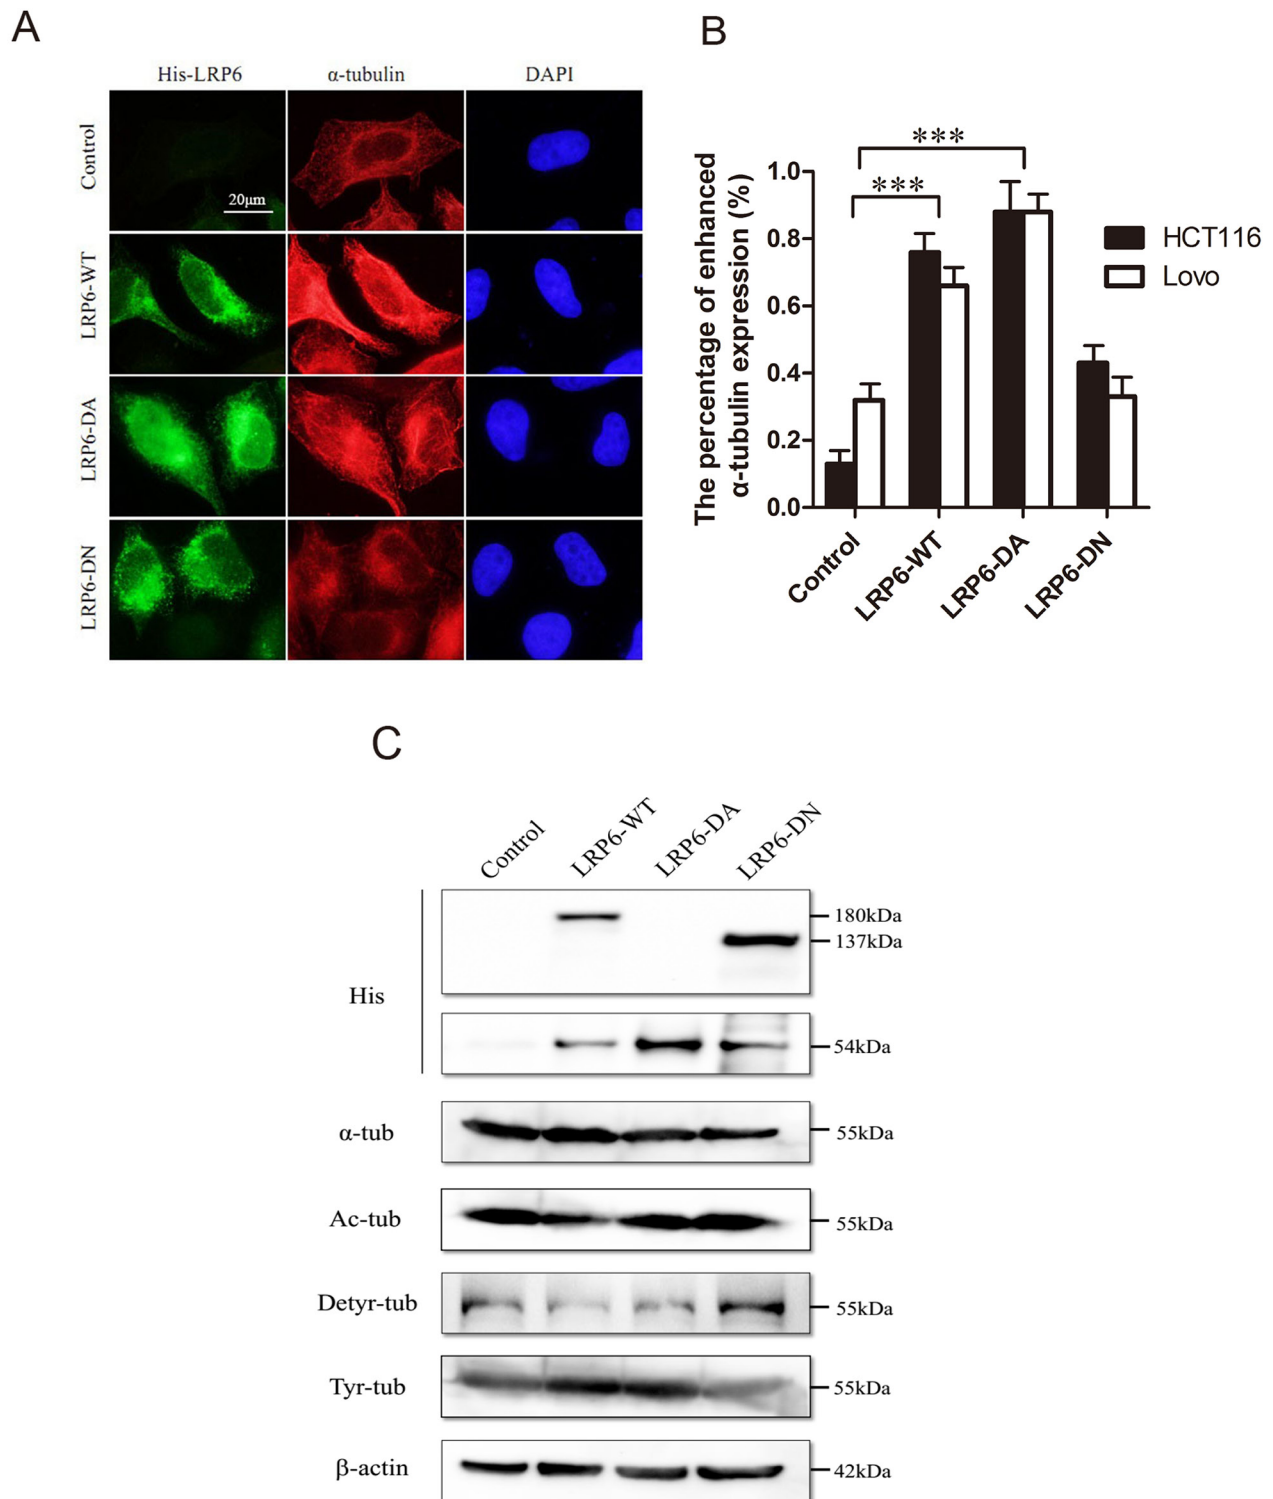 A
His-LRP6 α-tubulin DAPI
Control
20μm
LRP6-WT
LRP6-DA
LRP6-DN
B
The percentage of enhanced
α-tubulin expression (%)
1.0
0.8
0.6
0.4
0.2
0.0
***
***
HCT116
Lovo
Control LRP6-WT LRP6-DA LRP6-DN
C
Control LRP6-WT LRP6-DA LRP6-DN
His
180kDa
137kDa
54kDa
α-tub 55kDa
Ac-tub 55kDa
Detyr-tub 55kDa
Tyr-tub 55kDa
β-actin 42kDa